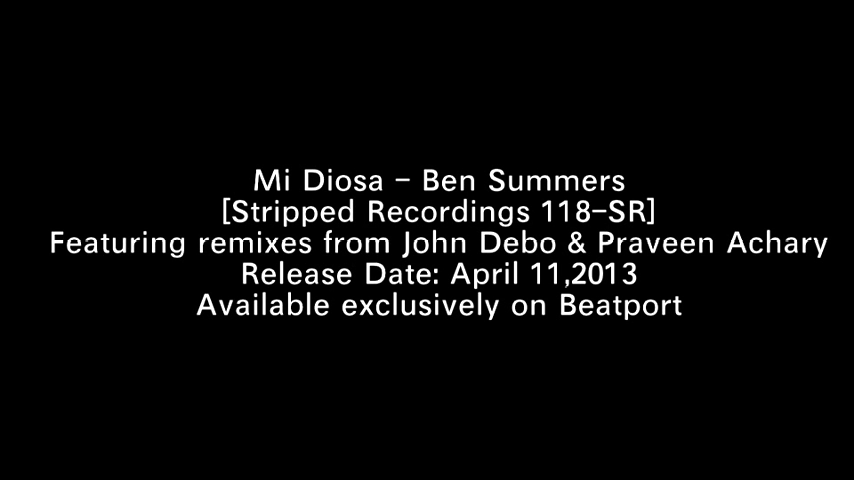 Mi Diosa - Ben Summers
[Stripped Recordings 118-SR]
Featuring remixes from John Debo & Praveen Achary
Release Date: April 11,2013
Available exclusively on Beatport